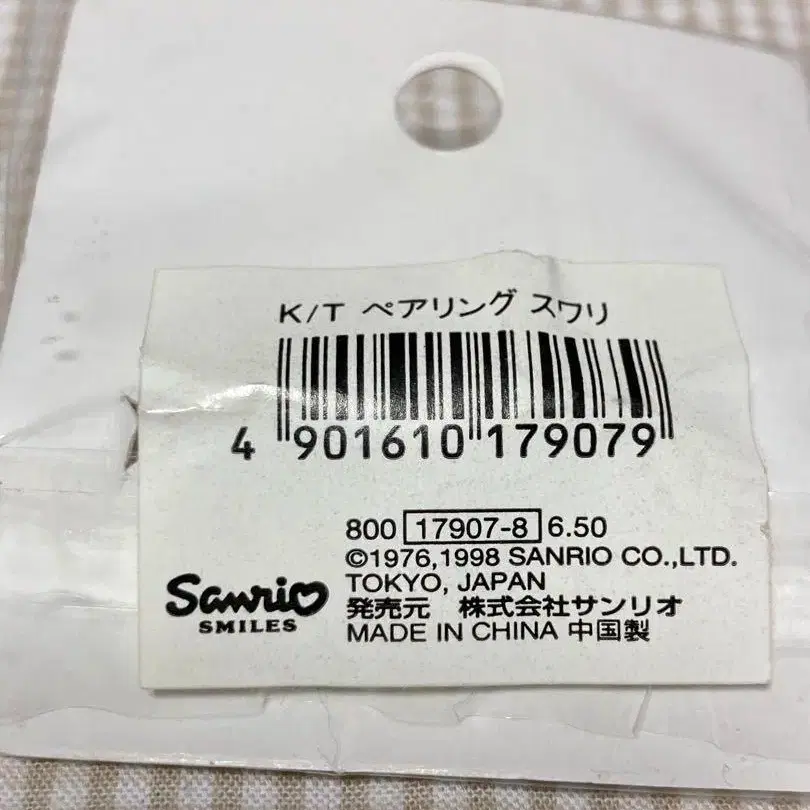 K/T ペアリング スワリ
4 901610 179079
800 17907-8 6.50
©1976,1998 SANRIO CO.,LTD.
TOKYO, JAPAN
発売元 株式会社サンリオ
MADE IN CHINA 中国製
Sanrio
SMILES